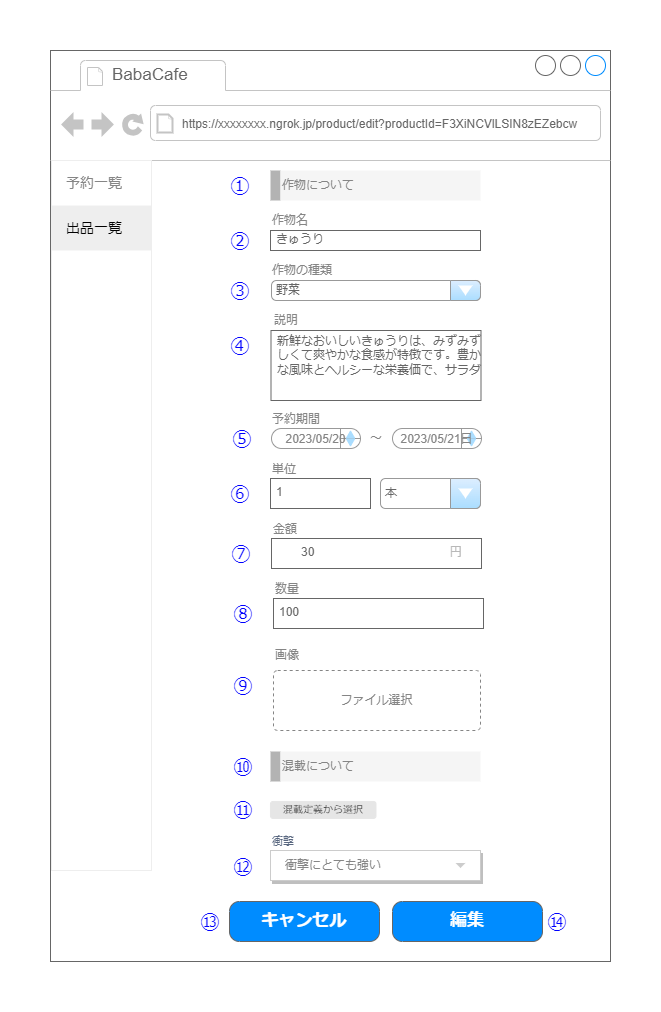 BabaCafe
https://xxxxxxxx.ngrok.jp/product/edit?productId=F3XiNCVlLSIN8zEZebcw
予約一覧
出品一覧
① 作物について
作物名
② きゅうり
作物の種類
③ 野菜
説明
④ 新鮮なおいしいきゅうりは、みずみず
しくて爽やかな食感が特徴です。豊か
な風味とヘルシーな栄養価で、サラダ
予約期間
⑤ 2023/05/20 ～ 2023/05/21日
単位
⑥ 1 本
金額
⑦ 30 円
数量
⑧ 100
画像
⑨ ファイル選択
⑩ 混載について
⑪ 混載定義から選択
衝撃
⑫ 衝撃にとても強い
⑬ キャンセル 編集 ⑭